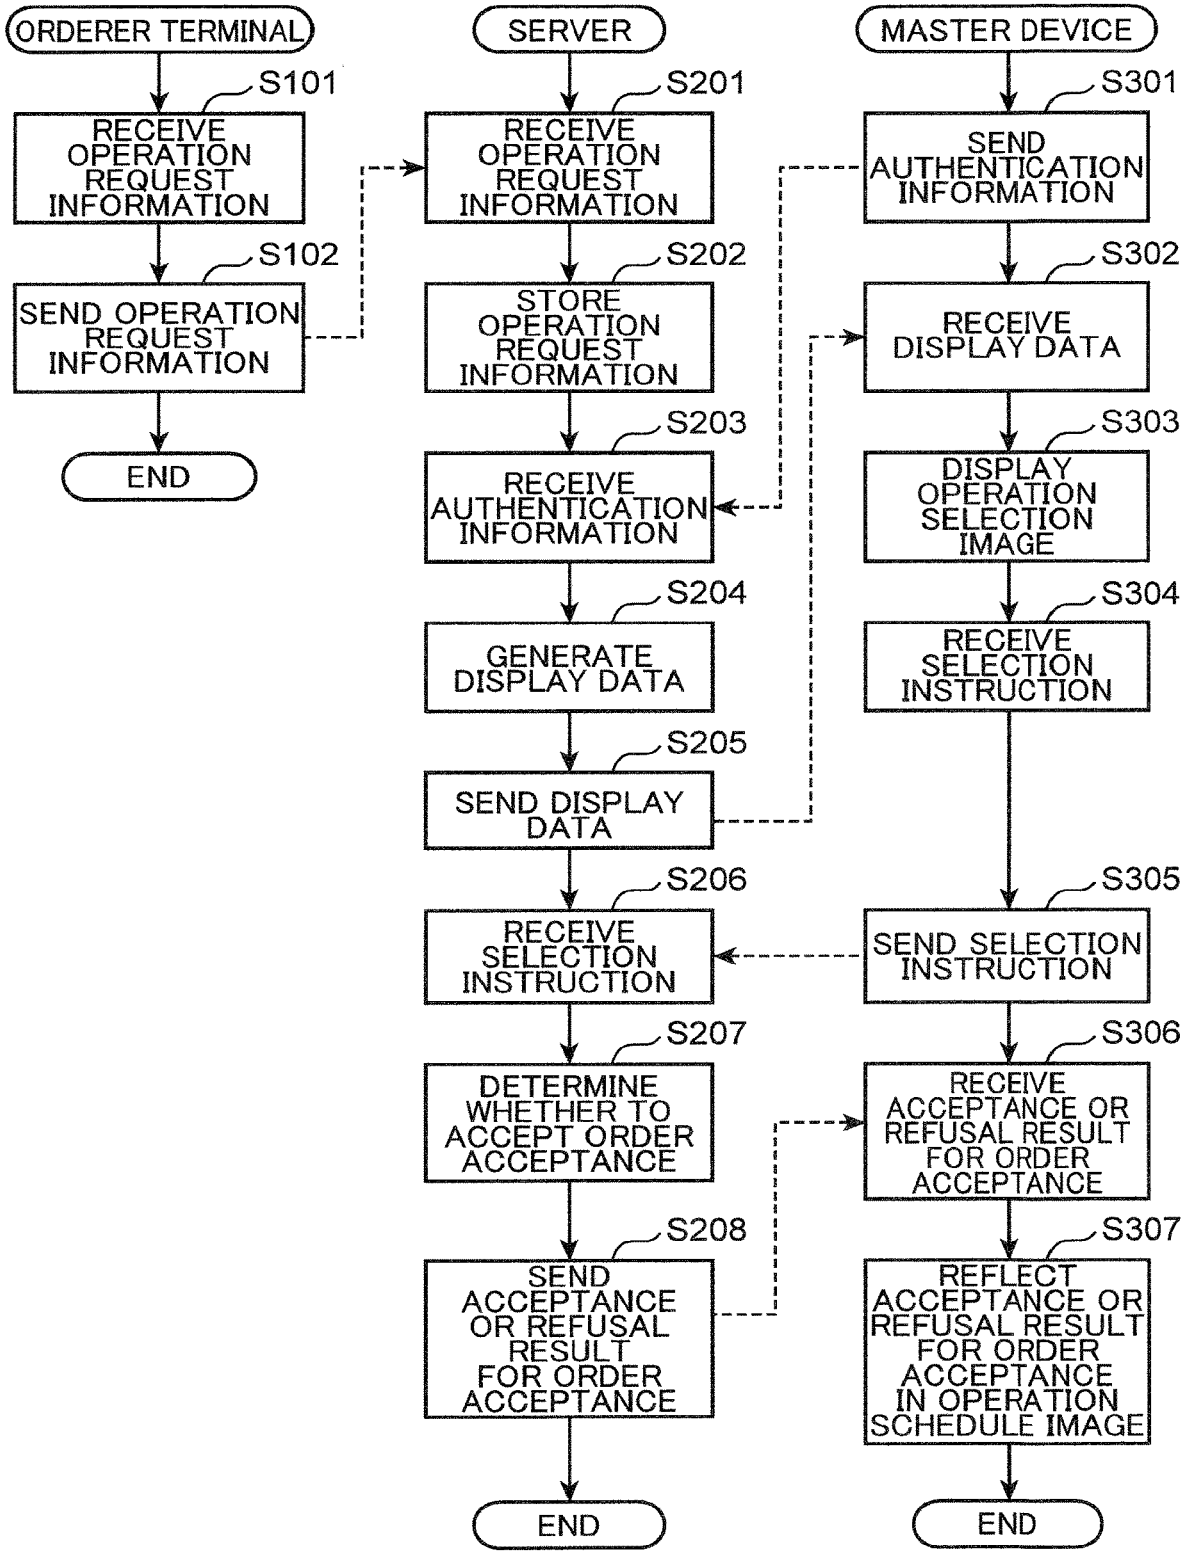 ORDERER TERMINAL
S101
RECEIVE
OPERATION
REQUEST
INFORMATION
S102
SEND OPERATION
REQUEST
INFORMATION
END
SERVER
S201
RECEIVE
OPERATION
REQUEST
INFORMATION
S202
STORE
OPERATION
REQUEST
INFORMATION
S203
RECEIVE
AUTHENTICATION
INFORMATION
S204
GENERATE
DISPLAY DATA
S205
SEND DISPLAY
DATA
S206
RECEIVE
SELECTION
INSTRUCTION
S207
DETERMINE
WHETHER TO
ACCEPT ORDER
ACCEPTANCE
S208
SEND
ACCEPTANCE
OR REFUSAL
RESULT
FOR ORDER
ACCEPTANCE
END
MASTER DEVICE
S301
SEND
AUTHENTICATION
INFORMATION
S302
RECEIVE
DISPLAY DATA
S303
DISPLAY
OPERATION
SELECTION
IMAGE
S304
RECEIVE
SELECTION
INSTRUCTION
S305
SEND SELECTION
INSTRUCTION
S306
RECEIVE
ACCEPTANCE OR
REFUSAL RESULT
FOR ORDER
ACCEPTANCE
S307
REFLECT
ACCEPTANCE OR
REFUSAL RESULT
FOR ORDER
ACCEPTANCE
IN OPERATION
SCHEDULE IMAGE
END